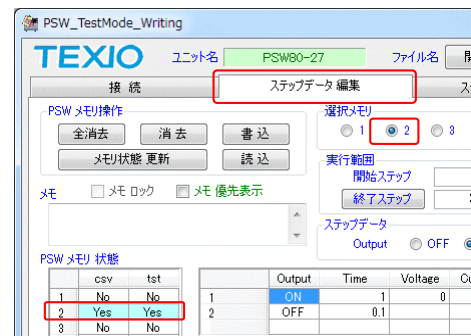 PSW_TestMode_Writing
TEXIO ユニット名 PSW80-27 ファイル名
接 続 ステップデータ 編集
PSW メモリ操作
全消去 消 去 書 込
メモリ状態 更新 読 込
選択メモリ
1 2 3
実行範囲
開始ステップ
終了ステップ
メモ メモ ロック メモ 優先表示
ステップデータ
Output OFF
PSW メモリ 状態
csv tst
1 No No
2 Yes Yes
3 No No
Output Time Voltage
1 ON 1 0
2 OFF 0.1